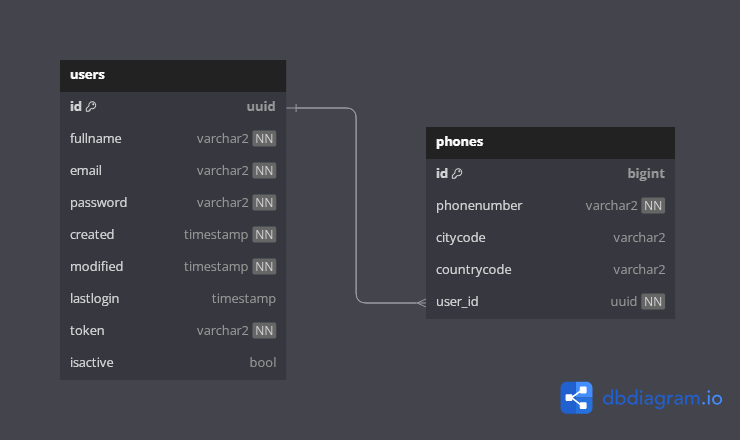 users
id uuid
fullname varchar2 NN
email varchar2 NN
password varchar2 NN
created timestamp NN
modified timestamp NN
lastlogin timestamp
token varchar2 NN
isactive bool
phones
id bigint
phonenumber varchar2 NN
citycode varchar2
countrycode varchar2
user_id uuid NN
dbdiagram.io